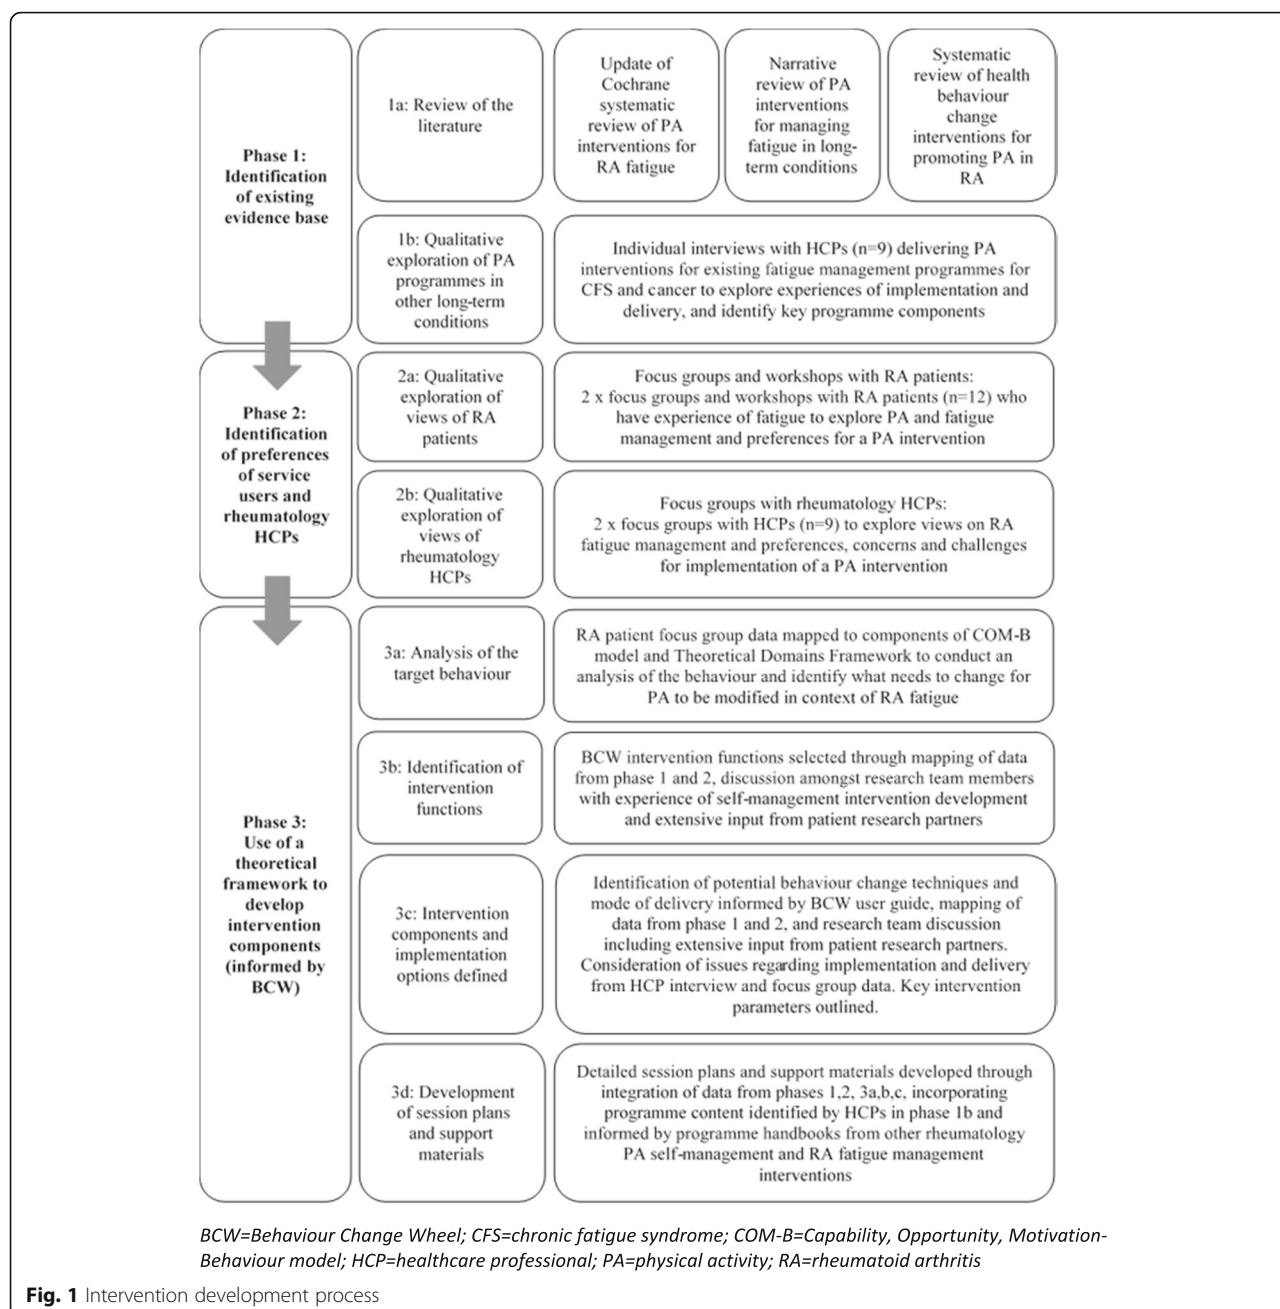 Phase 1:
Identification
of existing
evidence base
1a: Review of the
literature
Update of
Cochrane
systematic
review of PA
interventions for
RA fatigue
Narrative
review of PA
interventions
for managing
fatigue in long-
term conditions
Systematic
review of health
behaviour
change
interventions for
promoting PA in
RA
1b: Qualitative
exploration of PA
programmes in
other long-term
conditions
Individual interviews with HCPs (n=9) delivering PA
interventions for existing fatigue management programmes for
CFS and cancer to explore experiences of implementation and
delivery, and identify key programme components
Phase 2:
Identification
of preferences
of service
users and
rheumatology
HCPs
2a: Qualitative
exploration of
views of RA
patients
Focus groups and workshops with RA patients:
2 x focus groups and workshops with RA patients (n=12) who
have experience of fatigue to explore PA and fatigue
management and preferences for a PA intervention
2b: Qualitative
exploration of
views of
rheumatology
HCPs
Focus groups with rheumatology HCPs:
2 x focus groups with HCPs (n=9) to explore views on RA
fatigue management and preferences, concerns and challenges
for implementation of a PA intervention
Phase 3:
Use of a
theoretical
framework to
develop
intervention
components
(informed by
BCW)
3a: Analysis of the
target behaviour
RA patient focus group data mapped to components of COM-B
model and Theoretical Domains Framework to conduct an
analysis of the behaviour and identify what needs to change for
PA to be modified in context of RA fatigue
3b: Identification of
intervention
functions
BCW intervention functions selected through mapping of data
from phase 1 and 2, discussion amongst research team members
with experience of self-management intervention development
and extensive input from patient research partners
3c: Intervention
components and
implementation
options defined
Identification of potential behaviour change techniques and
mode of delivery informed by BCW user guide, mapping of
data from phase 1 and 2, and research team discussion
including extensive input from patient research partners.
Consideration of issues regarding implementation and delivery
from HCP interview and focus group data. Key intervention
parameters outlined.
3d: Development
of session plans
and support
materials
Detailed session plans and support materials developed through
integration of data from phases 1,2, 3a,b,c, incorporating
programme content identified by HCPs in phase 1b and
informed by programme handbooks from other rheumatology
PA self-management and RA fatigue management
interventions
BCW=Behaviour Change Wheel; CFS=chronic fatigue syndrome; COM-B=Capability, Opportunity, Motivation-
Behaviour model; HCP=healthcare professional; PA=physical activity; RA=rheumatoid arthritis
Fig. 1 Intervention development process